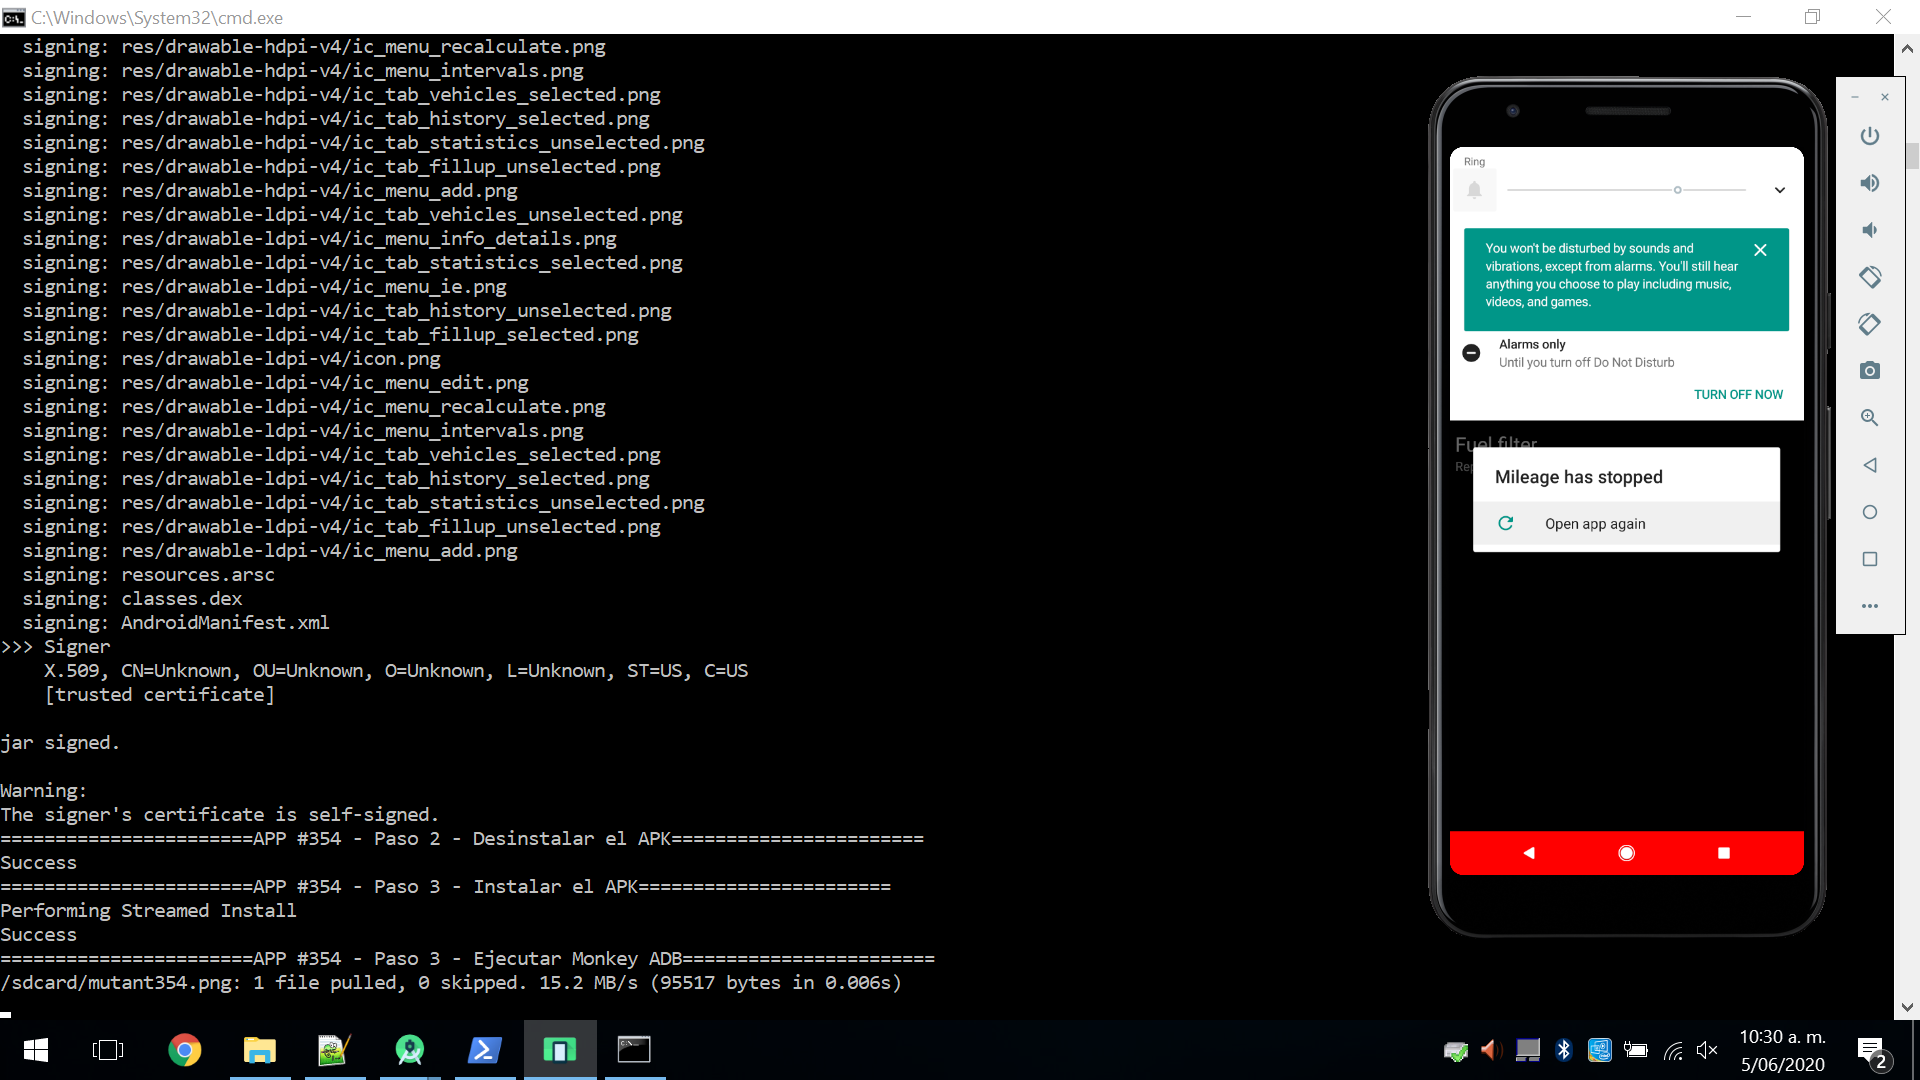 C:\Windows\System32\cmd.exe
signing: res/drawable-hdpi-v4/ic_menu_recalculate.png
signing: res/drawable-hdpi-v4/ic_menu_intervals.png
signing: res/drawable-hdpi-v4/ic_tab_vehicles_selected.png
signing: res/drawable-hdpi-v4/ic_tab_history_selected.png
signing: res/drawable-hdpi-v4/ic_tab_statistics_unselected.png
signing: res/drawable-hdpi-v4/ic_tab_fillup_unselected.png
signing: res/drawable-hdpi-v4/ic_menu_add.png
signing: res/drawable-ldpi-v4/ic_tab_vehicles_unselected.png
signing: res/drawable-ldpi-v4/ic_menu_info_details.png
signing: res/drawable-ldpi-v4/ic_tab_statistics_selected.png
signing: res/drawable-ldpi-v4/ic_menu_ie.png
signing: res/drawable-ldpi-v4/ic_tab_history_unselected.png
signing: res/drawable-ldpi-v4/ic_tab_fillup_selected.png
signing: res/drawable-ldpi-v4/icon.png
signing: res/drawable-ldpi-v4/ic_menu_edit.png
signing: res/drawable-ldpi-v4/ic_menu_recalculate.png
signing: res/drawable-ldpi-v4/ic_menu_intervals.png
signing: res/drawable-ldpi-v4/ic_tab_vehicles_selected.png
signing: res/drawable-ldpi-v4/ic_tab_history_selected.png
signing: res/drawable-ldpi-v4/ic_tab_statistics_unselected.png
signing: res/drawable-ldpi-v4/ic_tab_fillup_unselected.png
signing: res/drawable-ldpi-v4/ic_menu_add.png
signing: resources.arsc
signing: classes.dex
signing: AndroidManifest.xml
>>> Signer
X.509, CN=Unknown, OU=Unknown, O=Unknown, L=Unknown, ST=US, C=US
[trusted certificate]
jar signed.
Warning:
The signer's certificate is self-signed.
=======================APP #354 - Paso 2 - Desinstalar el APK=======================
Success
=======================APP #354 - Paso 3 - Instalar el APK=======================
Performing Streamed Install
Success
=======================APP #354 - Paso 3 - Ejecutar Monkey ADB=======================
/sdcard/mutant354.png: 1 file pulled, 0 skipped. 15.2 MB/s (95517 bytes in 0.006s)
Ring
You won't be disturbed by sounds and
vibrations, except from alarms. You'll still hear
anything you choose to play including music,
videos, and games.
Alarms only
Until you turn off Do Not Disturb
TURN OFF NOW
Fuel filter
Mileage has stopped
Open app again
10:30 a. m.
5/06/2020
2